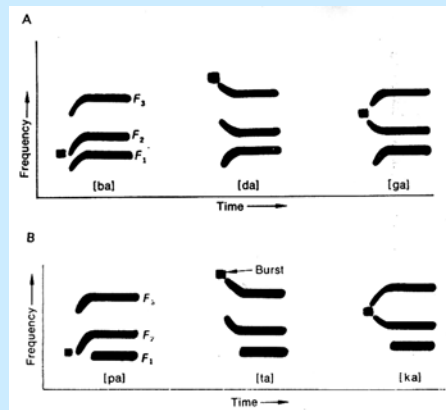 A
Frequency
F₃
F₂
F₁
[ba]
[da]
[ga]
Time
B
Burst
Frequency
F₃
F₂
F₁
[pa]
[ta]
[ka]
Time